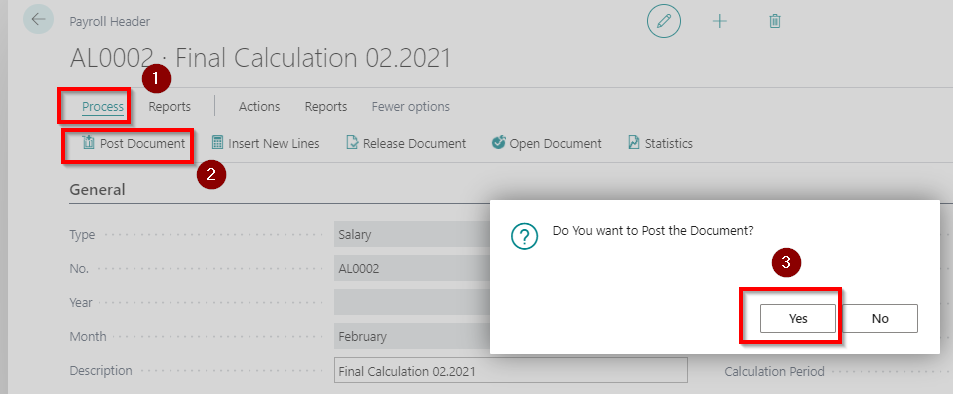 Payroll Header
AL0002 · Final Calculation 02.2021
1
Process Reports Actions Reports Fewer options
Post Document Insert New Lines Release Document Open Document Statistics
2
General
Type Salary
No. AL0002
Year
Month February
Description Final Calculation 02.2021 Calculation Period
? Do You want to Post the Document?
3
Yes No